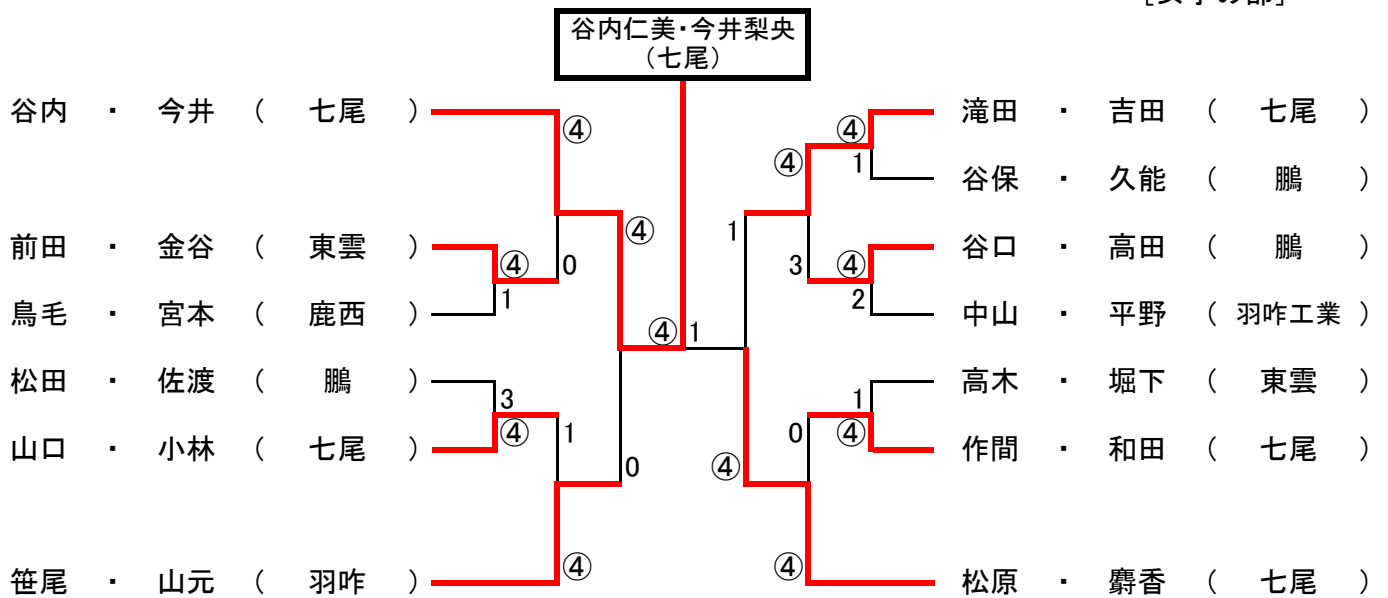 谷内仁美・今井梨央
（七尾）
谷内 ・ 今井 （ 七尾 ）
④
④ 滝田 ・ 吉田 （ 七尾 ）
④ 1 谷保 ・ 久能 （ 鵬 ）
前田 ・ 金谷 （ 東雲 ） ④ 0 ④
1 3 ④ 谷口 ・ 高田 （ 鵬 ）
鳥毛 ・ 宮本 （ 鹿西 ） 1
2 中山 ・ 平野 （ 羽咋工業 ）
④ 1
松田 ・ 佐渡 （ 鵬 ） 3
1 高木 ・ 堀下 （ 東雲 ）
山口 ・ 小林 （ 七尾 ） ④ 1 0
④ 0 ④ 作間 ・ 和田 （ 七尾 ）
笹尾 ・ 山元 （ 羽咋 ） ④
④ 松原 ・ 麝香 （ 七尾 ）